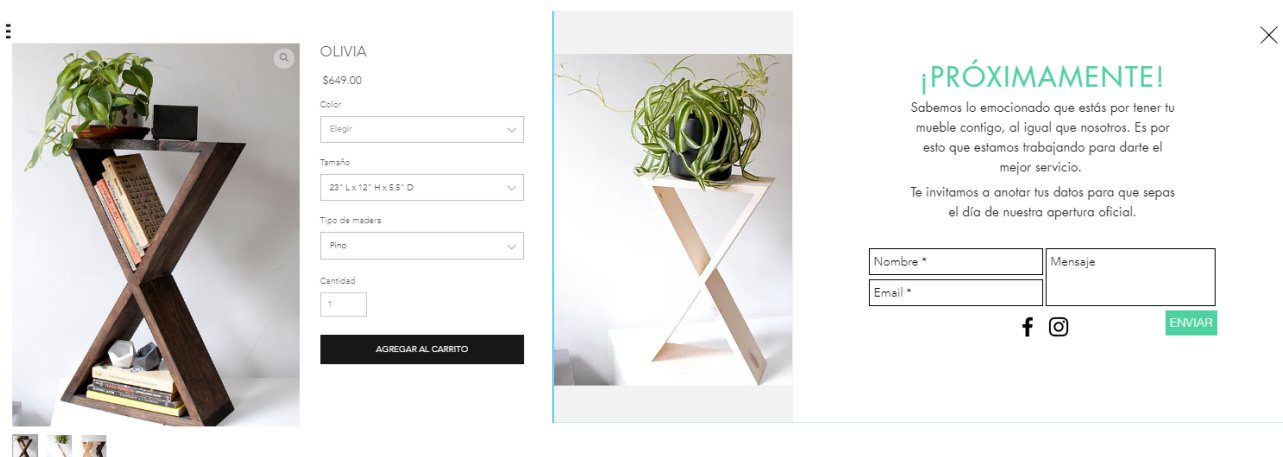 OLIVIA
$649.00
Color
Elegir
Tamaño
23" L x 12" H x 5.5" D
Tipo de madera
Pino
Cantidad
1
AGREGAR AL CARRITO
¡PRÓXIMAMENTE!
Sabemos lo emocionado que estás por tener tu
mueble contigo, al igual que nosotros. Es por
esto que estamos trabajando para darte el
mejor servicio.
Te invitamos a anotar tus datos para que sepas
el día de nuestra apertura oficial.
Nombre *
Mensaje
Email *
ENVIAR